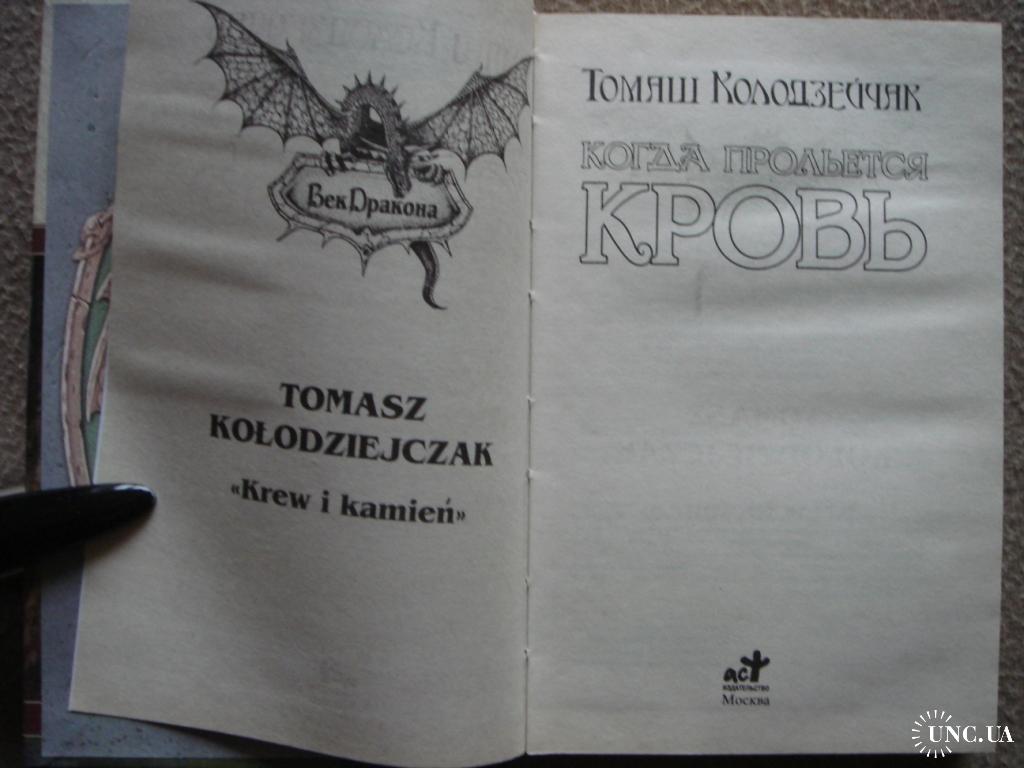 Век Дракона
TOMASZ
KOŁODZIEJCZAK
«Krew i kamień»
Томаш Колодзейчак
КОГДА ПРОЛЬЕТСЯ
КРОВЬ
аст
ИЗДАТЕЛЬСТВО
Москва
UNC.UA